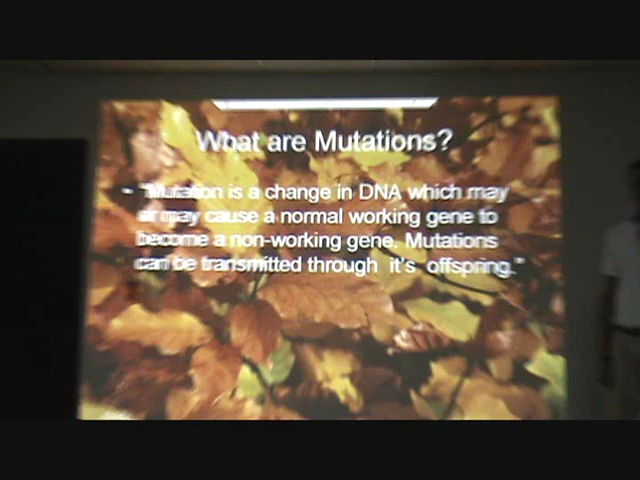 What are Mutations?
- "Mutation is a change in DNA which may
or may cause a normal working gene to
become a non-working gene. Mutations
can be transmitted through it's offspring."